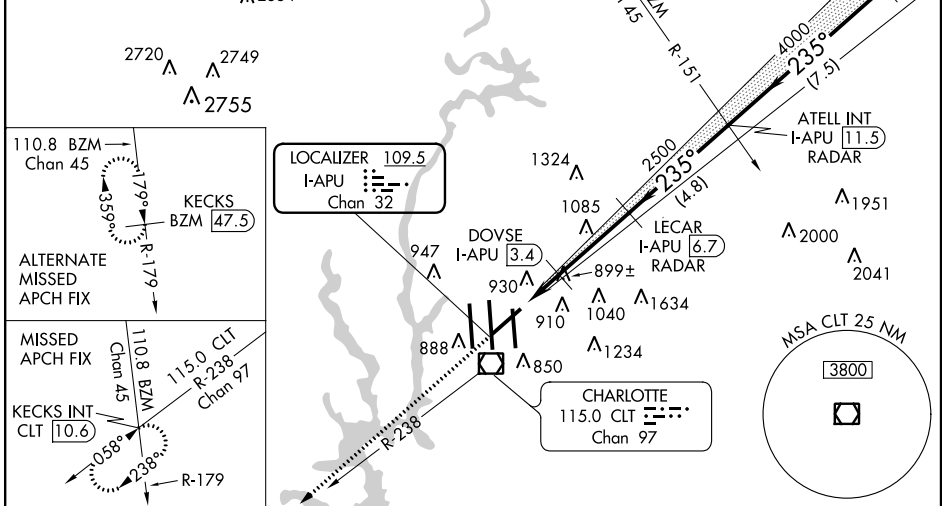 2720
2749
2755
ZM
45
R-151
4000
235°
(7.5)
ATELL INT
I-APU 11.5
RADAR
110.8 BZM
Chan 45
179°
359°
KECKS
BZM 47.5
R-179
ALTERNATE
MISSED
APCH FIX
LOCALIZER 109.5
I-APU
Chan 32
1324
2500
235°
(4.8)
1085
LECAR
I-APU 6.7
RADAR
1951
2000
2041
DOVSE
I-APU 3.4
947
930
899±
910
1040
1634
888
850
1234
MISSED
APCH FIX
110.8 BZM
Chan 45
115.0 CLT
R-238
Chan 97
KECKS INT
CLT 10.6
058°
238°
R-179
R-238
CHARLOTTE
115.0 CLT
Chan 97
MSA CLT 25 NM
3800